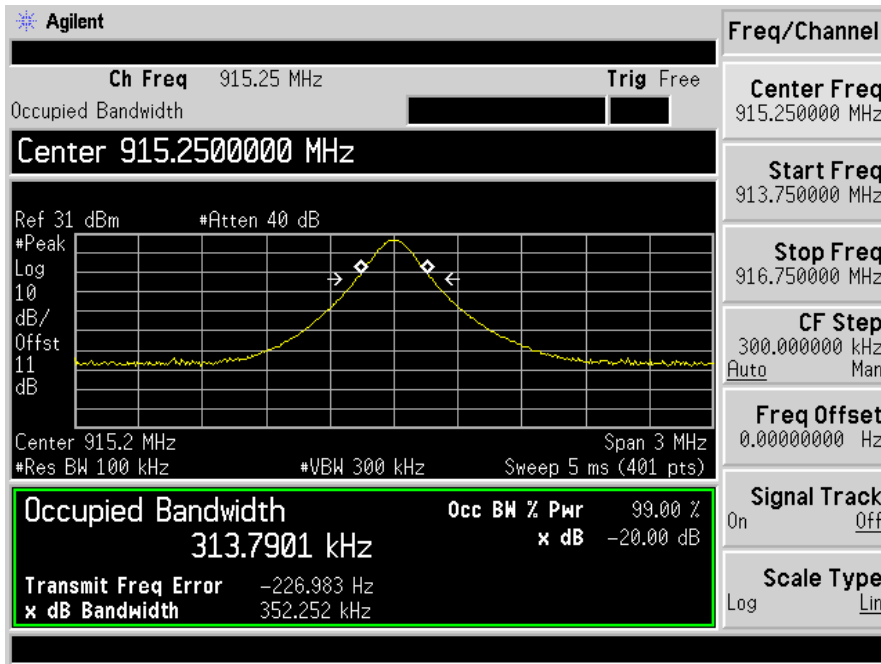 Agilent
Ch Freq 915.25 MHz Trig Free
Occupied Bandwidth
Center 915.2500000 MHz
Ref 31 dBm #Atten 40 dB
#Peak
Log
10
dB/
Offst
11
dB
Center 915.2 MHz Span 3 MHz
#Res BW 100 kHz #VBW 300 kHz Sweep 5 ms (401 pts)
Occupied Bandwidth
313.7901 kHz
Occ BW % Pwr 99.00 %
x dB -20.00 dB
Transmit Freq Error -226.983 Hz
x dB Bandwidth 352.252 kHz
Freq/Channel
Center Freq
915.250000 MHz
Start Freq
913.750000 MHz
Stop Freq
916.750000 MHz
CF Step
300.000000 kHz
Auto Man
Freq Offset
0.00000000 Hz
Signal Track
On Off
Scale Type
Log Lin